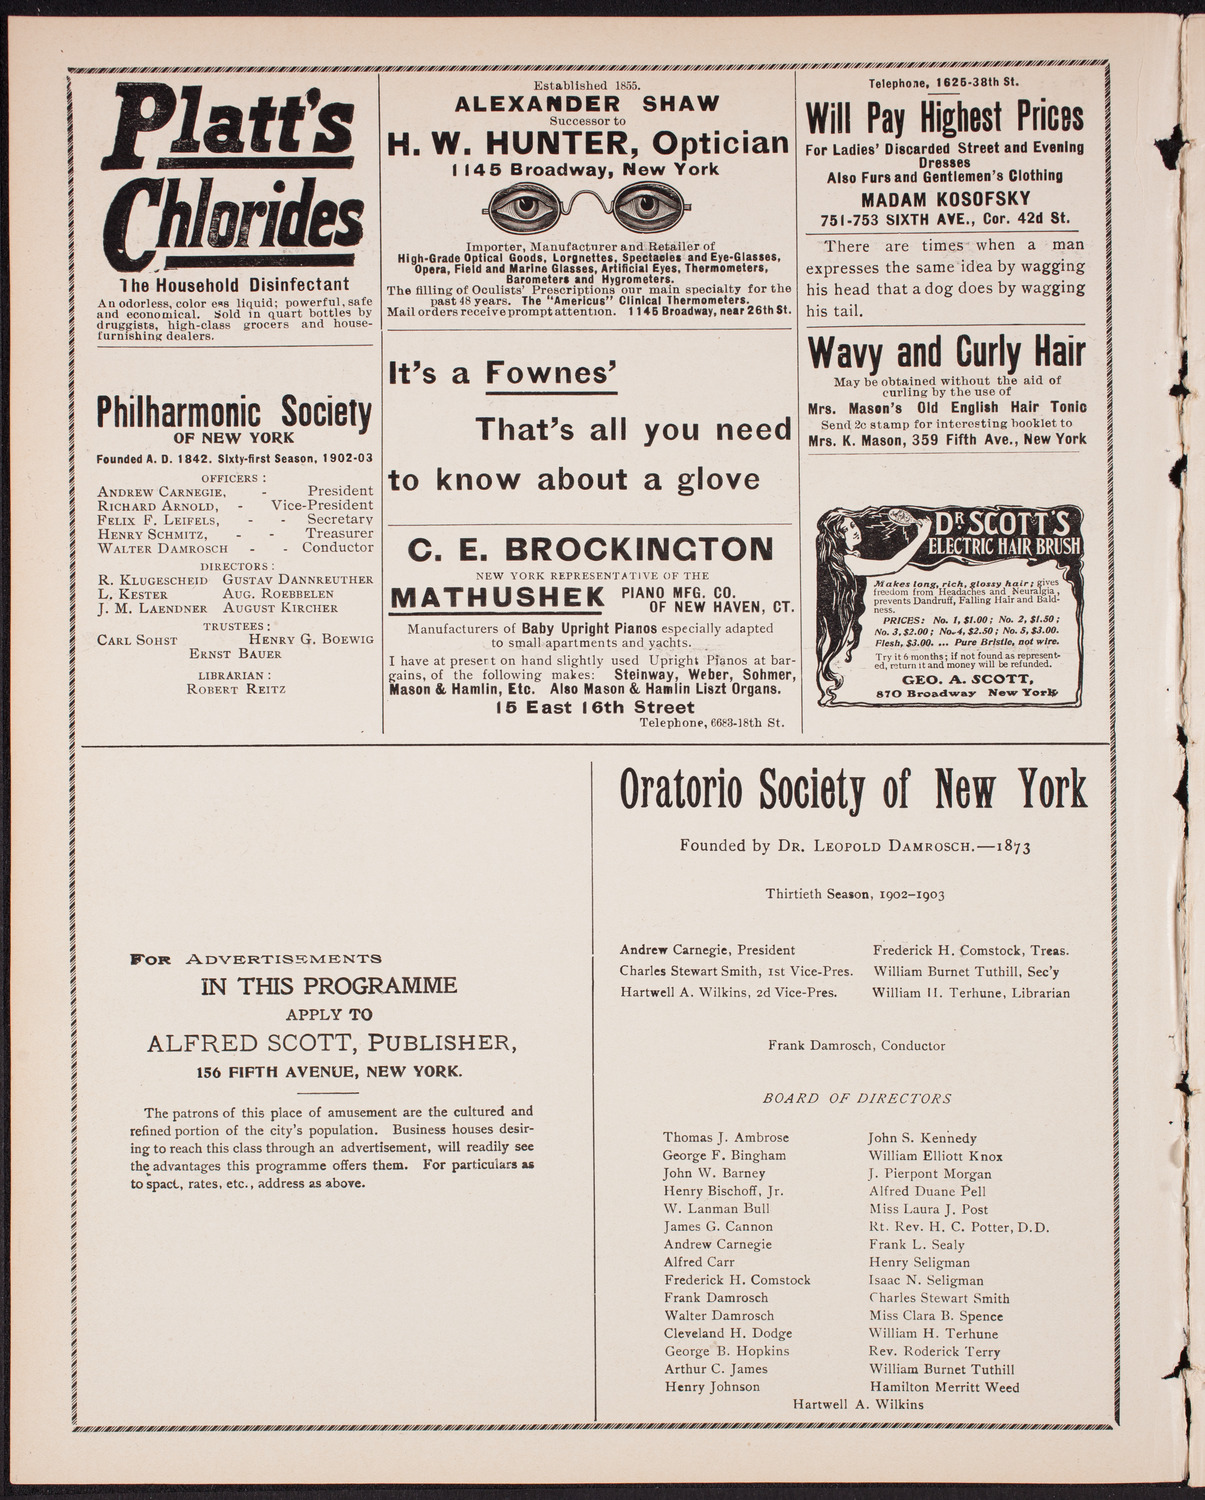 Platt's
Chlorides
The Household Disinfectant
An odorless, color ess liquid; powerful, safe
and economical. Sold in quart bottles by
druggists, high-class grocers and house-
furnishing dealers.
Philharmonic Society
OF NEW YORK
Founded A. D. 1842. Sixty-first Season, 1902-03
OFFICERS:
ANDREW CARNEGIE, - President
RICHARD ARNOLD, - Vice-President
FELIX F. LEIFELS, - - Secretary
HENRY SCHMITZ, - - Treasurer
WALTER DAMROSCH - - Conductor
DIRECTORS:
R. KLUGESCHEID GUSTAV DANNREUTHER
L. KESTER AUG. ROEBBELEN
J. M. LAENDNER AUGUST KIRCHER
TRUSTEES:
CARL SOHST HENRY G. BOEWIG
ERNST BAUER
LIBRARIAN:
ROBERT REITZ
Established 1855.
ALEXANDER SHAW
Successor to
H. W. HUNTER, Optician
1145 Broadway, New York
Importer, Manufacturer and Retailer of
High-Grade Optical Goods, Lorgnettes, Spectacles and Eye-Glasses,
Opera, Field and Marine Glasses, Artificial Eyes, Thermometers,
Barometers and Hygrometers.
The filling of Oculists' Prescriptions our main specialty for the
past 48 years. The "Americus" Clinical Thermometers.
Mail orders receive prompt attention. 1145 Broadway, near 26th St.
It's a Fownes'
That's all you need
to know about a glove
C. E. BROCKINGTON
NEW YORK REPRESENTATIVE OF THE
MATHUSHEK PIANO MFG. CO.
OF NEW HAVEN, CT.
Manufacturers of Baby Upright Pianos especially adapted
to small apartments and yachts.
I have at present on hand slightly used Upright Pianos at bar-
gains, of the following makes: Steinway, Weber, Sohmer,
Mason & Hamlin, Etc. Also Mason & Hamlin Liszt Organs.
15 East 16th Street
Telephone, 6683-18th St.
Telephone, 1625-38th St.
Will Pay Highest Prices
For Ladies' Discarded Street and Evening
Dresses
Also Furs and Gentlemen's Clothing
MADAM KOSOFSKY
751-753 SIXTH AVE., Cor. 42d St.
There are times when a man
expresses the same idea by wagging
his head that a dog does by wagging
his tail.
Wavy and Curly Hair
May be obtained without the aid of
curling by the use of
Mrs. Mason's Old English Hair Tonic
Send 2c stamp for interesting booklet to
Mrs. K. Mason, 359 Fifth Ave., New York
DR. SCOTT'S
ELECTRIC HAIR BRUSH
Makes long, rich, glossy hair; gives
freedom from Headaches and Neuralgia,
prevents Dandruff, Falling Hair and Bald-
ness.
PRICES: No. 1, $1.00; No. 2, $1.50;
No. 3, $2.00; No. 4, $2.50; No. 5, $3.00.
Flesh, $3.00. ... Pure Bristle, not wire.
Try it 6 months; if not found as represent-
ed, return it and money will be refunded.
GEO. A. SCOTT,
870 Broadway New York
FOR ADVERTISEMENTS
IN THIS PROGRAMME
APPLY TO
ALFRED SCOTT, PUBLISHER,
156 FIFTH AVENUE, NEW YORK.
The patrons of this place of amusement are the cultured and
refined portion of the city's population. Business houses desir-
ing to reach this class through an advertisement, will readily see
the advantages this programme offers them. For particulars as
to spact, rates, etc., address as above.
Oratorio Society of New York
Founded by DR. LEOPOLD DAMROSCH.—1873
Thirtieth Season, 1902-1903
Andrew Carnegie, President Frederick H. Comstock, Treas.
Charles Stewart Smith, 1st Vice-Pres. William Burnet Tuthill, Sec'y
Hartwell A. Wilkins, 2d Vice-Pres. William H. Terhune, Librarian
Frank Damrosch, Conductor
BOARD OF DIRECTORS
Thomas J. Ambrose John S. Kennedy
George F. Bingham William Elliott Knox
John W. Barney J. Pierpont Morgan
Henry Bischoff, Jr. Alfred Duane Pell
W. Lanman Bull Miss Laura J. Post
James G. Cannon Rt. Rev. H. C. Potter, D.D.
Andrew Carnegie Frank L. Sealy
Alfred Carr Henry Seligman
Frederick H. Comstock Isaac N. Seligman
Frank Damrosch Charles Stewart Smith
Walter Damrosch Miss Clara B. Spence
Cleveland H. Dodge William H. Terhune
George B. Hopkins Rev. Roderick Terry
Arthur C. James William Burnet Tuthill
Henry Johnson Hamilton Merritt Weed
Hartwell A. Wilkins